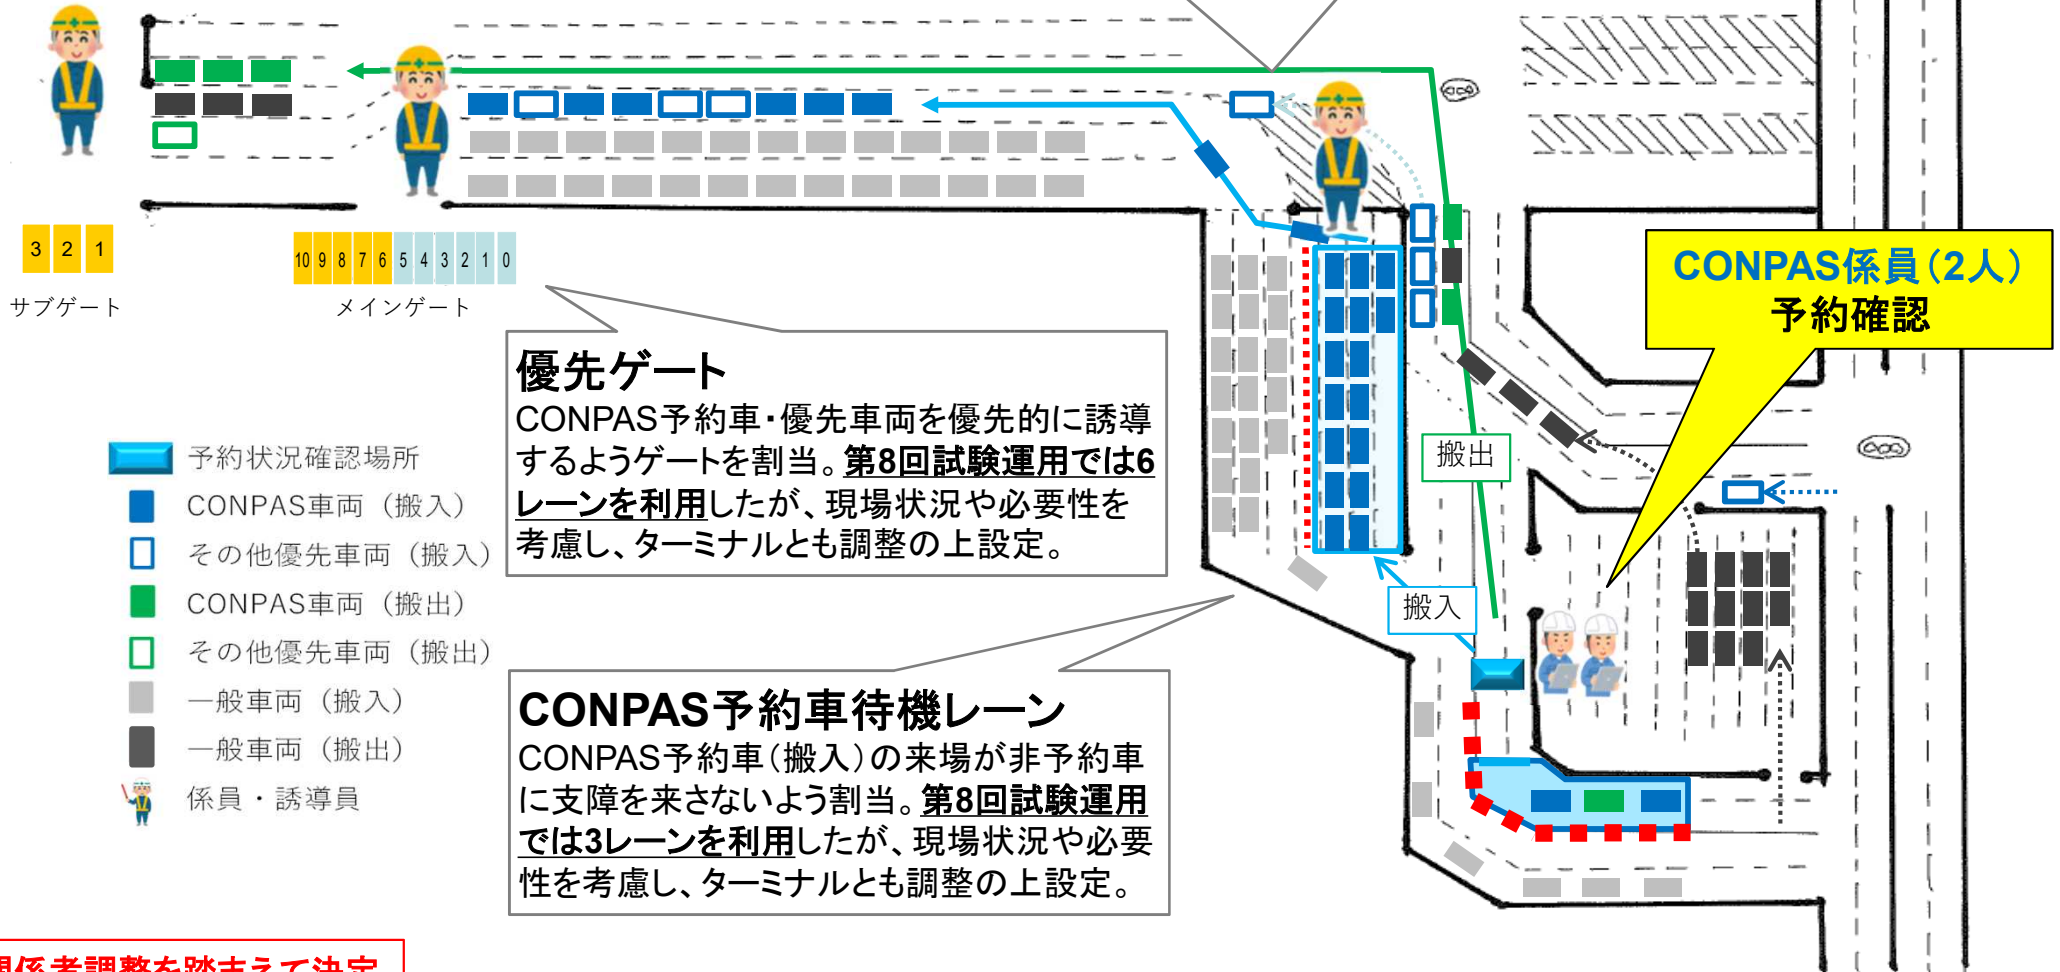 3 2 1
サブゲート
10 9 8 7 6 5 4 3 2 1 0
メインゲート
CONPAS係員(2人)
予約確認
優先ゲート
CONPAS予約車・優先車両を優先的に誘導
するようゲートを割当。第8回試験運用では6
レーンを利用したが、現場状況や必要性を
考慮し、ターミナルとも調整の上設定。
搬出
搬入
予約状況確認場所
CONPAS車両（搬入）
その他優先車両（搬入）
CONPAS車両（搬出）
その他優先車両（搬出）
一般車両（搬入）
一般車両（搬出）
係員・誘導員
CONPAS予約車待機レーン
CONPAS予約車(搬入)の来場が非予約車
に支障を来さないよう割当。第8回試験運用
では3レーンを利用したが、現場状況や必要
性を考慮し、ターミナルとも調整の上設定。
関係者調整を踏まえて決定